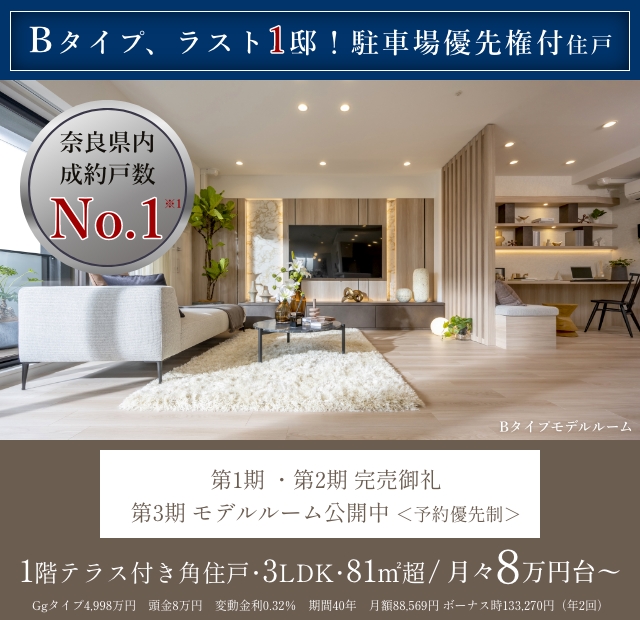 Bタイプ、ラスト1邸！駐車場優先権付住戸
奈良県内
成約戸数
No.1※1
Bタイプモデルルーム
第1期 ・第2期 完売御礼
第3期 モデルルーム公開中 ＜予約優先制＞
1階テラス付き角住戸・3LDK・81㎡超/ 月々8万円台〜
Ggタイプ4,998万円 頭金8万円 変動金利0.32% 期間40年 月額88,569円 ボーナス時133,270円（年2回）